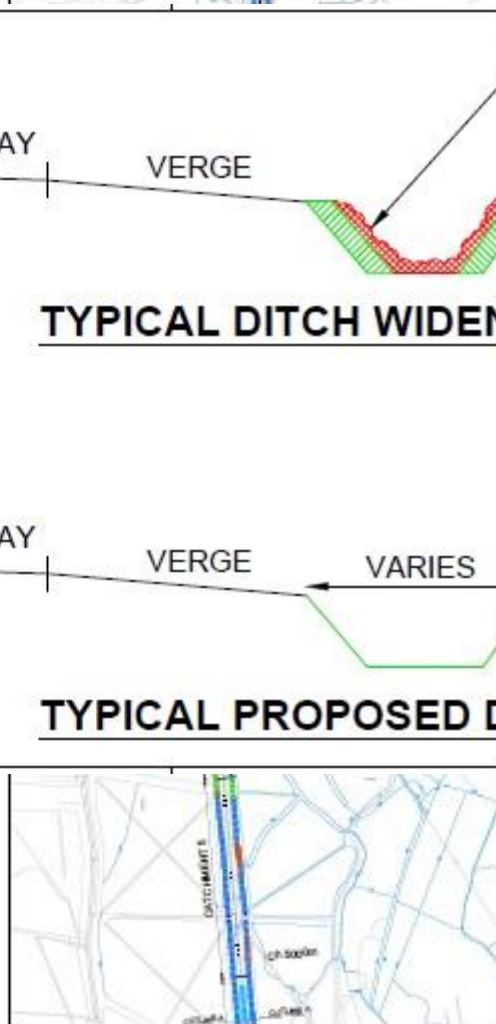 AY
VERGE
TYPICAL DITCH WIDEN
AY
VERGE
VARIES
TYPICAL PROPOSED D
CATCHMENT